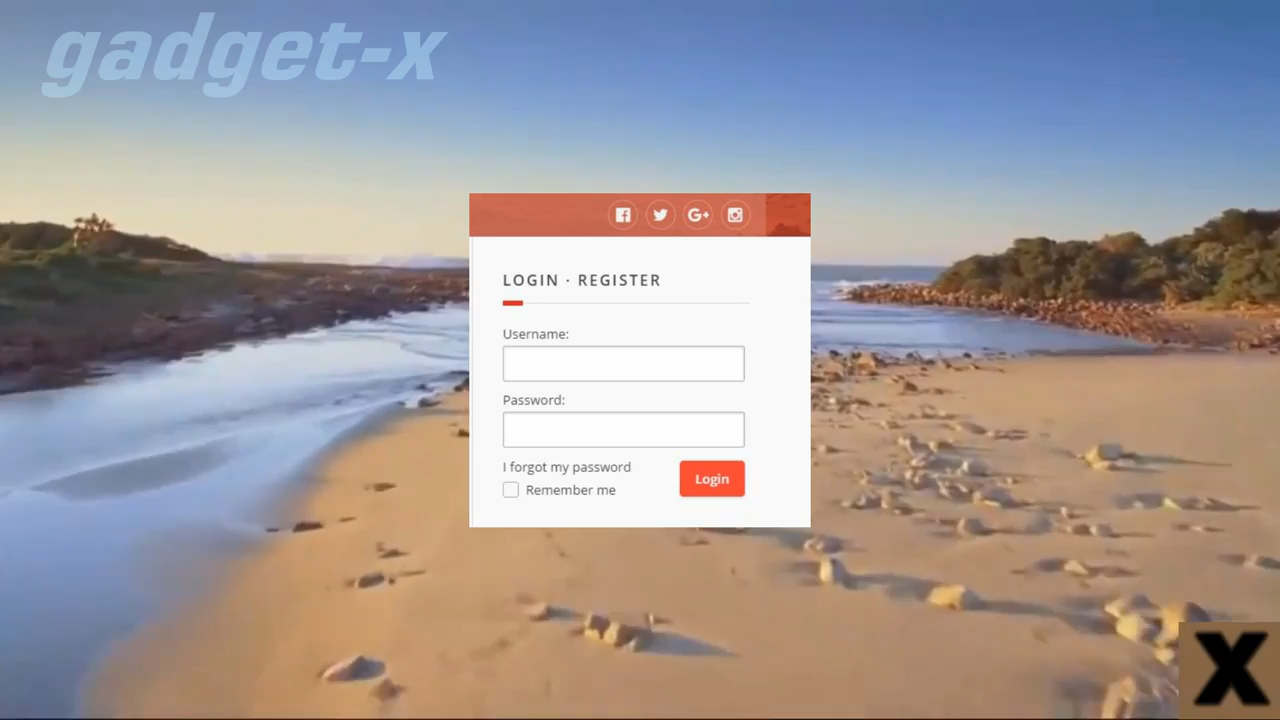 gadget-x
G+
LOGIN · REGISTER
Username:
Password:
I forgot my password
Remember me
Login
X